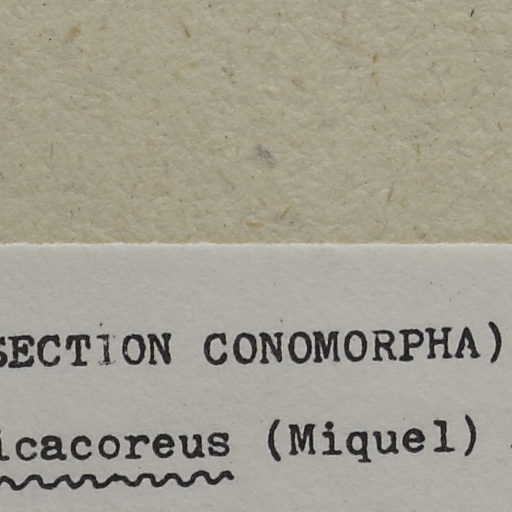 SECTION CONOMORPHA)
icacoreus (Miquel)